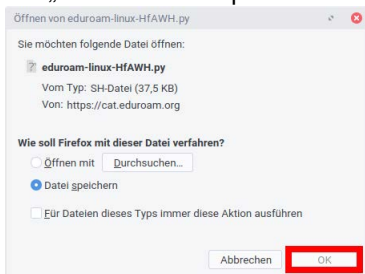 Öffnen von eduroam-linux-HfAWH.py
Sie möchten folgende Datei öffnen:
eduroam-linux-HfAWH.py
Vom Typ: SH-Datei (37,5 KB)
Von: https://cat.eduroam.org
Wie soll Firefox mit dieser Datei verfahren?
Öffnen mit Durchsuchen...
Datei speichern
Für Dateien dieses Typs immer diese Aktion ausführen
Abbrechen OK